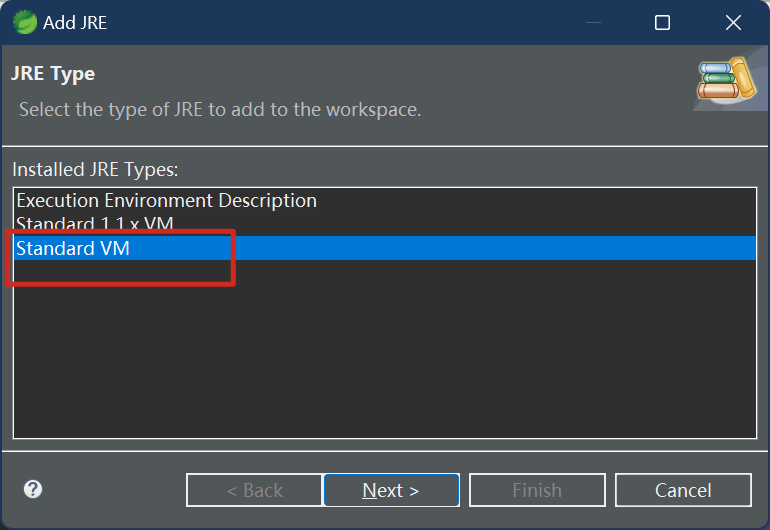 Add JRE
JRE Type
Select the type of JRE to add to the workspace.
Installed JRE Types:
Execution Environment Description
Standard 1.1.x VM
Standard VM
?
< Back
Next >
Finish
Cancel